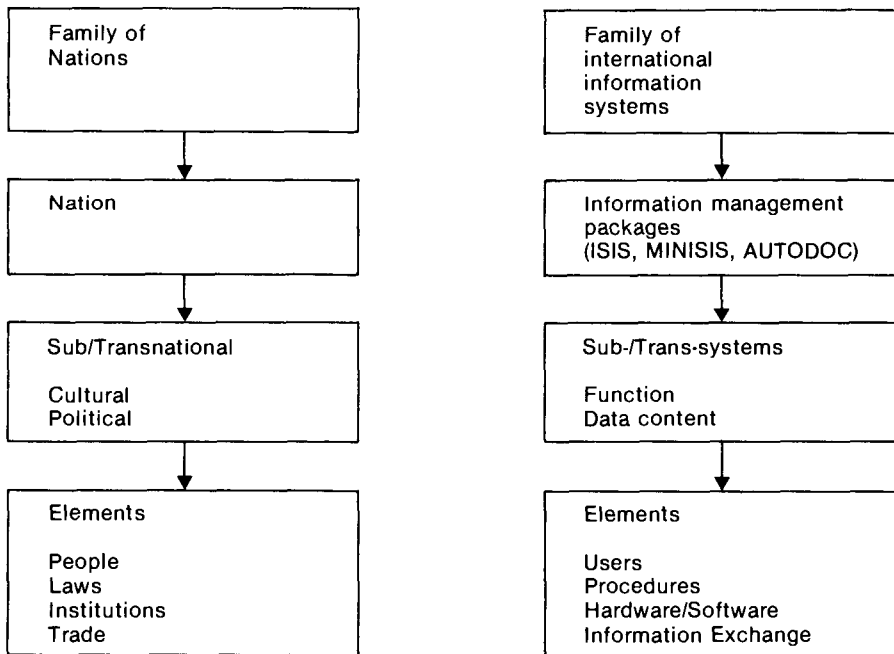 Family of
Nations
Nation
Sub/Transnational
Cultural
Political
Elements
People
Laws
Institutions
Trade
Family of
international
information
systems
Information management
packages
(ISIS, MINISIS, AUTODOC)
Sub-/Trans-systems
Function
Data content
Elements
Users
Procedures
Hardware/Software
Information Exchange